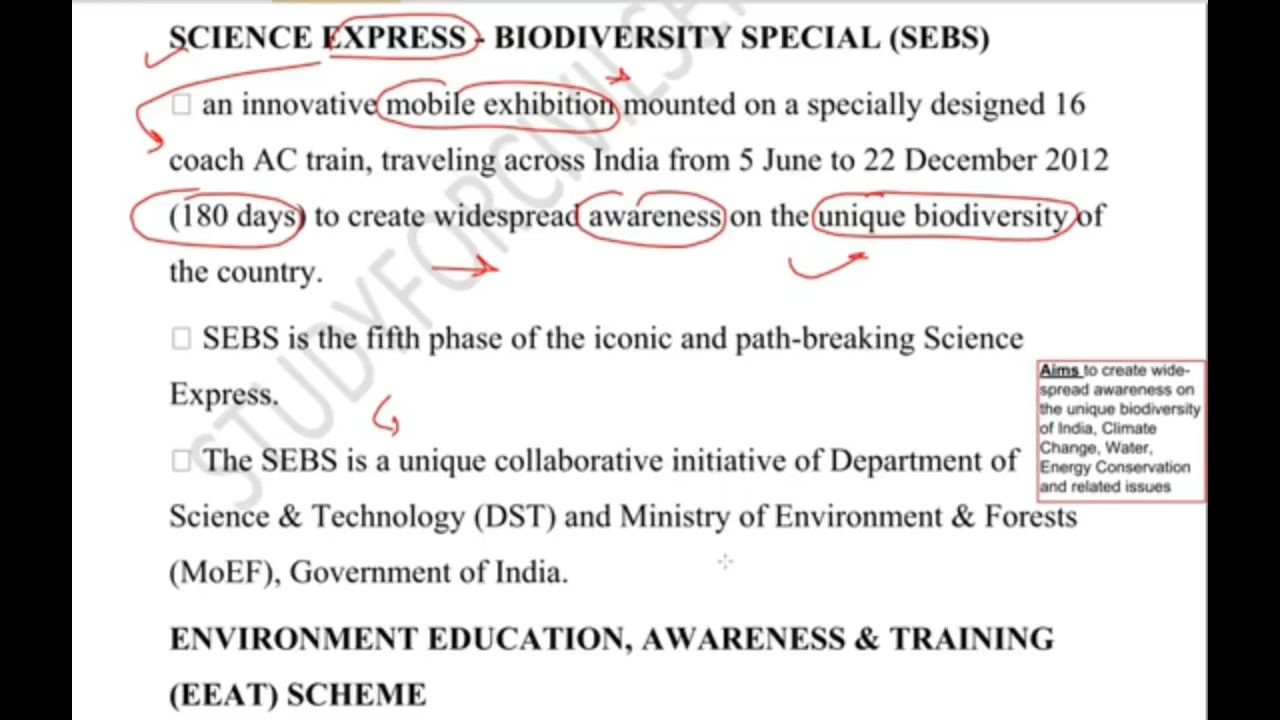 SCIENCE EXPRESS - BIODIVERSITY SPECIAL (SEBS)
an innovative mobile exhibition mounted on a specially designed 16
coach AC train, traveling across India from 5 June to 22 December 2012
(180 days) to create widespread awareness on the unique biodiversity of
the country.
SEBS is the fifth phase of the iconic and path-breaking Science
Express.
The SEBS is a unique collaborative initiative of Department of
Science & Technology (DST) and Ministry of Environment & Forests
(MoEF), Government of India.
Aims to create wide-
spread awareness on
the unique biodiversity
of India, Climate
Change, Water,
Energy Conservation
and related issues
ENVIRONMENT EDUCATION, AWARENESS & TRAINING
(EEAT) SCHEME
STUDYFORCIVILSER